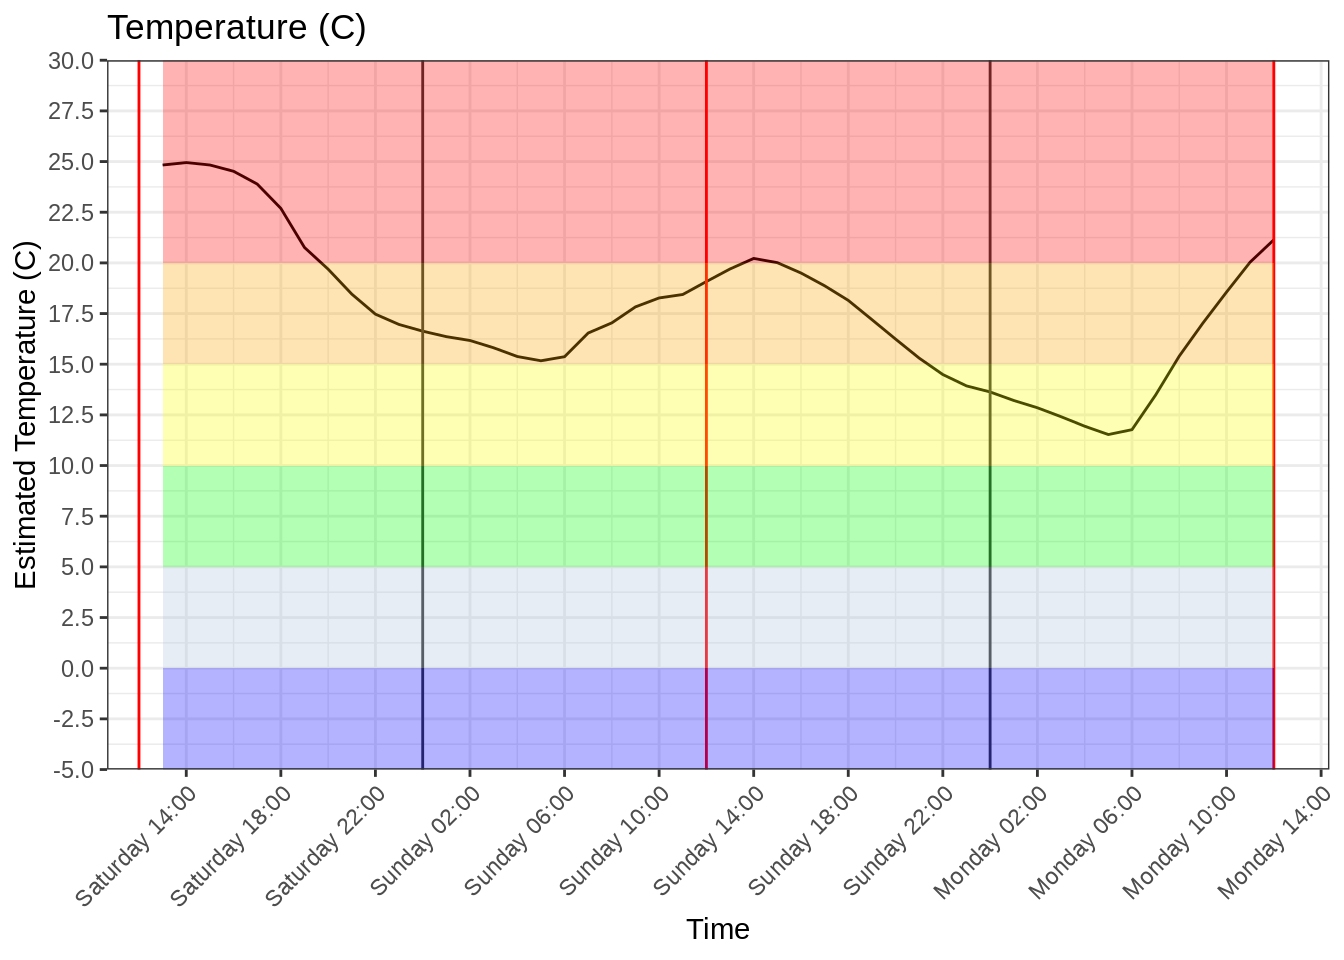 Temperature (C)
Estimated Temperature (C)
30.0
27.5
25.0
22.5
20.0
17.5
15.0
12.5
10.0
7.5
5.0
2.5
0.0
-2.5
-5.0
Saturday 14:00
Saturday 18:00
Saturday 22:00
Sunday 02:00
Sunday 06:00
Sunday 10:00
Sunday 14:00
Sunday 18:00
Sunday 22:00
Monday 02:00
Monday 06:00
Monday 10:00
Monday 14:00
Time